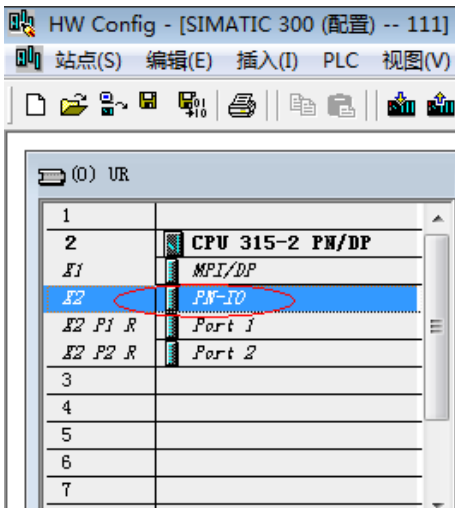 HW Config - [SIMATIC 300 (配置) -- 111]
站点(S) 编辑(E) 插入(I) PLC 视图(V)
(0) UR
1
2 CPU 315-2 PN/DP
X1 MPI/DP
X2 PN-IO
X2 P1 R Port 1
X2 P2 R Port 2
3
4
5
6
7